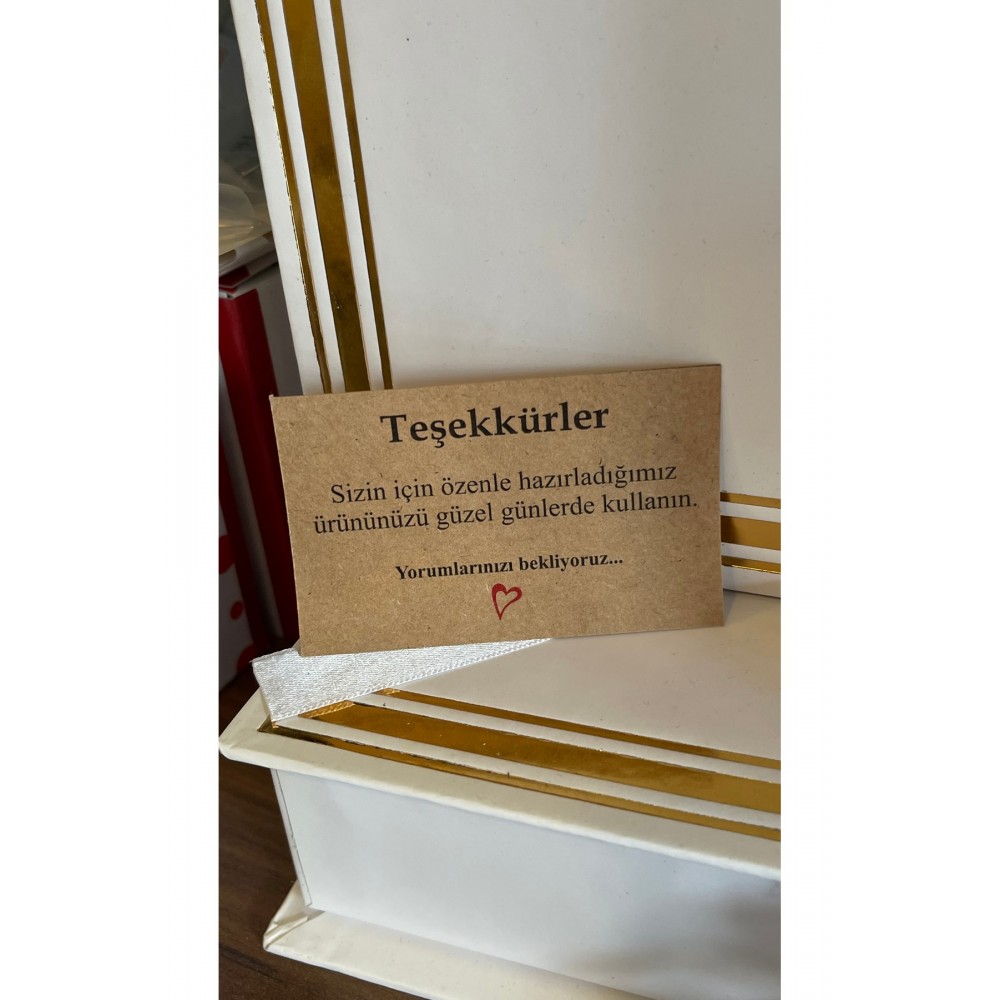 Teşekkürler
Sizin için özenle hazırladığımız
ürününüzü güzel günlerde kullanın.
Yorumlarınızı bekliyoruz...